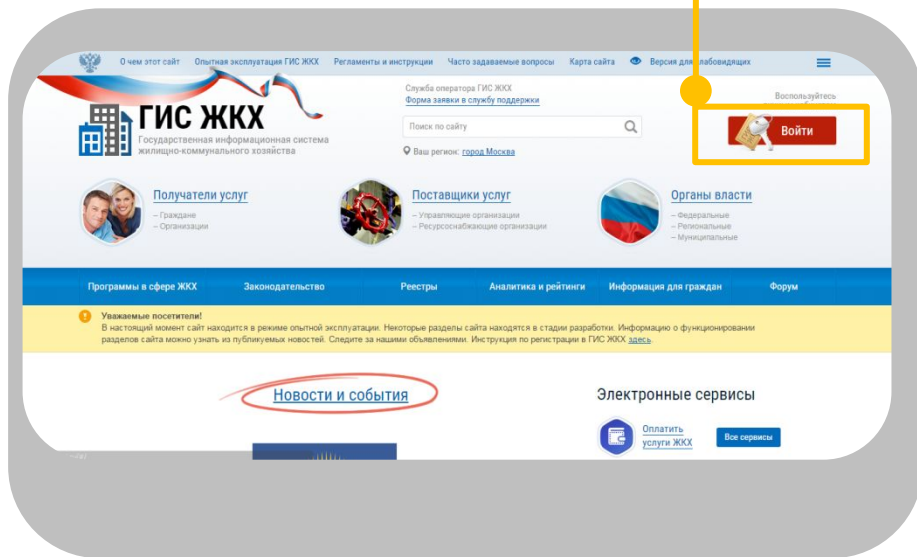 О чем этот сайт Опытная эксплуатация ГИС ЖКХ Регламенты и инструкции Часто задаваемые вопросы Карта сайта Версия для слабовидящих
Служба оператора ГИС ЖКХ
Форма заявки в службу поддержки
Воспользуйтесь
ГИС ЖКХ
Государственная информационная система
жилищно-коммунального хозяйства
Поиск по сайту
Войти
Ваш регион: город Москва
Получатели услуг
– Граждане
– Организации
Поставщики услуг
– Управляющие организации
– Ресурсоснабжающие организации
Органы власти
– Федеральные
– Региональные
– Муниципальные
Программы в сфере ЖКХ Законодательство Реестры Аналитика и рейтинги Информация для граждан Форум
Уважаемые посетители!
В настоящий момент сайт находится в режиме опытной эксплуатации. Некоторые разделы сайта находятся в стадии разработки. Информацию о функционировании
разделов сайта можно узнать из публикуемых новостей. Следите за нашими объявлениями. Инструкция по регистрации в ГИС ЖКХ здесь.
Новости и события
Электронные сервисы
Оплатить
услуги ЖКХ
Все сервисы